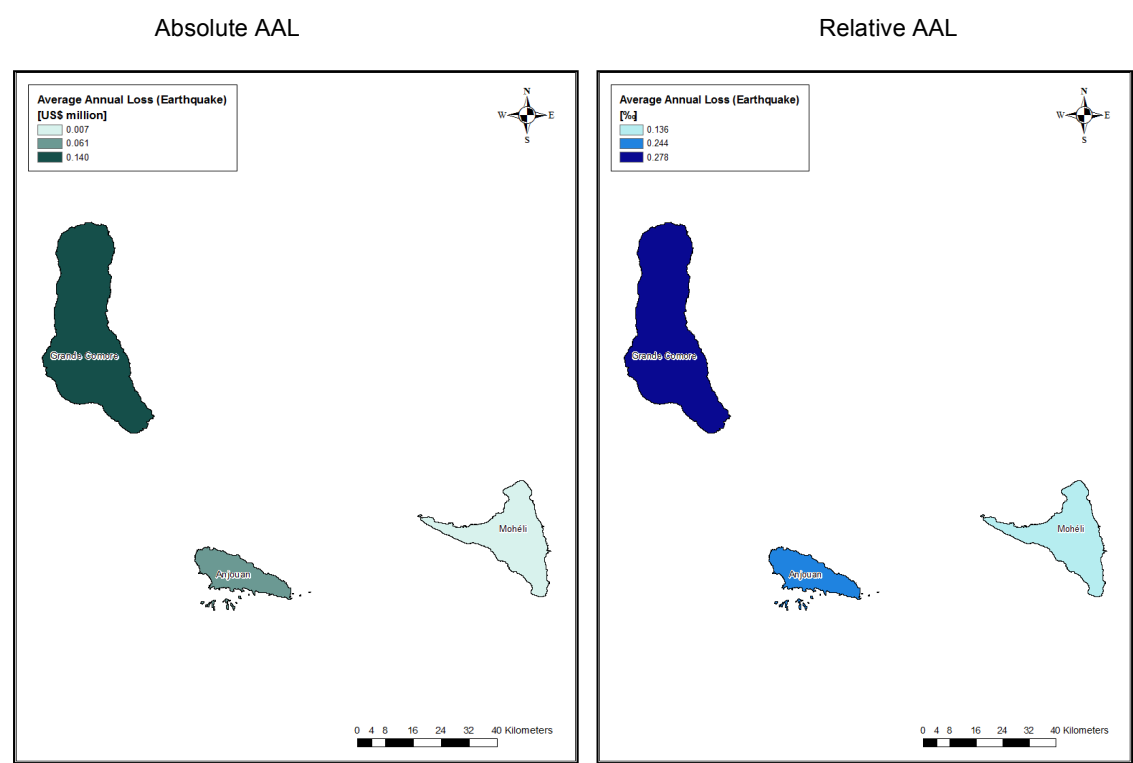 Absolute AAL
Relative AAL
Average Annual Loss (Earthquake)
[US$ million]
0.007
0.061
0.140
N
W E
S
Grande Comore
Mohéli
Anjouan
0 4 8 16 24 32 40 Kilometers
Average Annual Loss (Earthquake)
[‰]
0.136
0.244
0.278
N
W E
S
Grande Comore
Mohéli
Anjouan
0 4 8 16 24 32 40 Kilometers